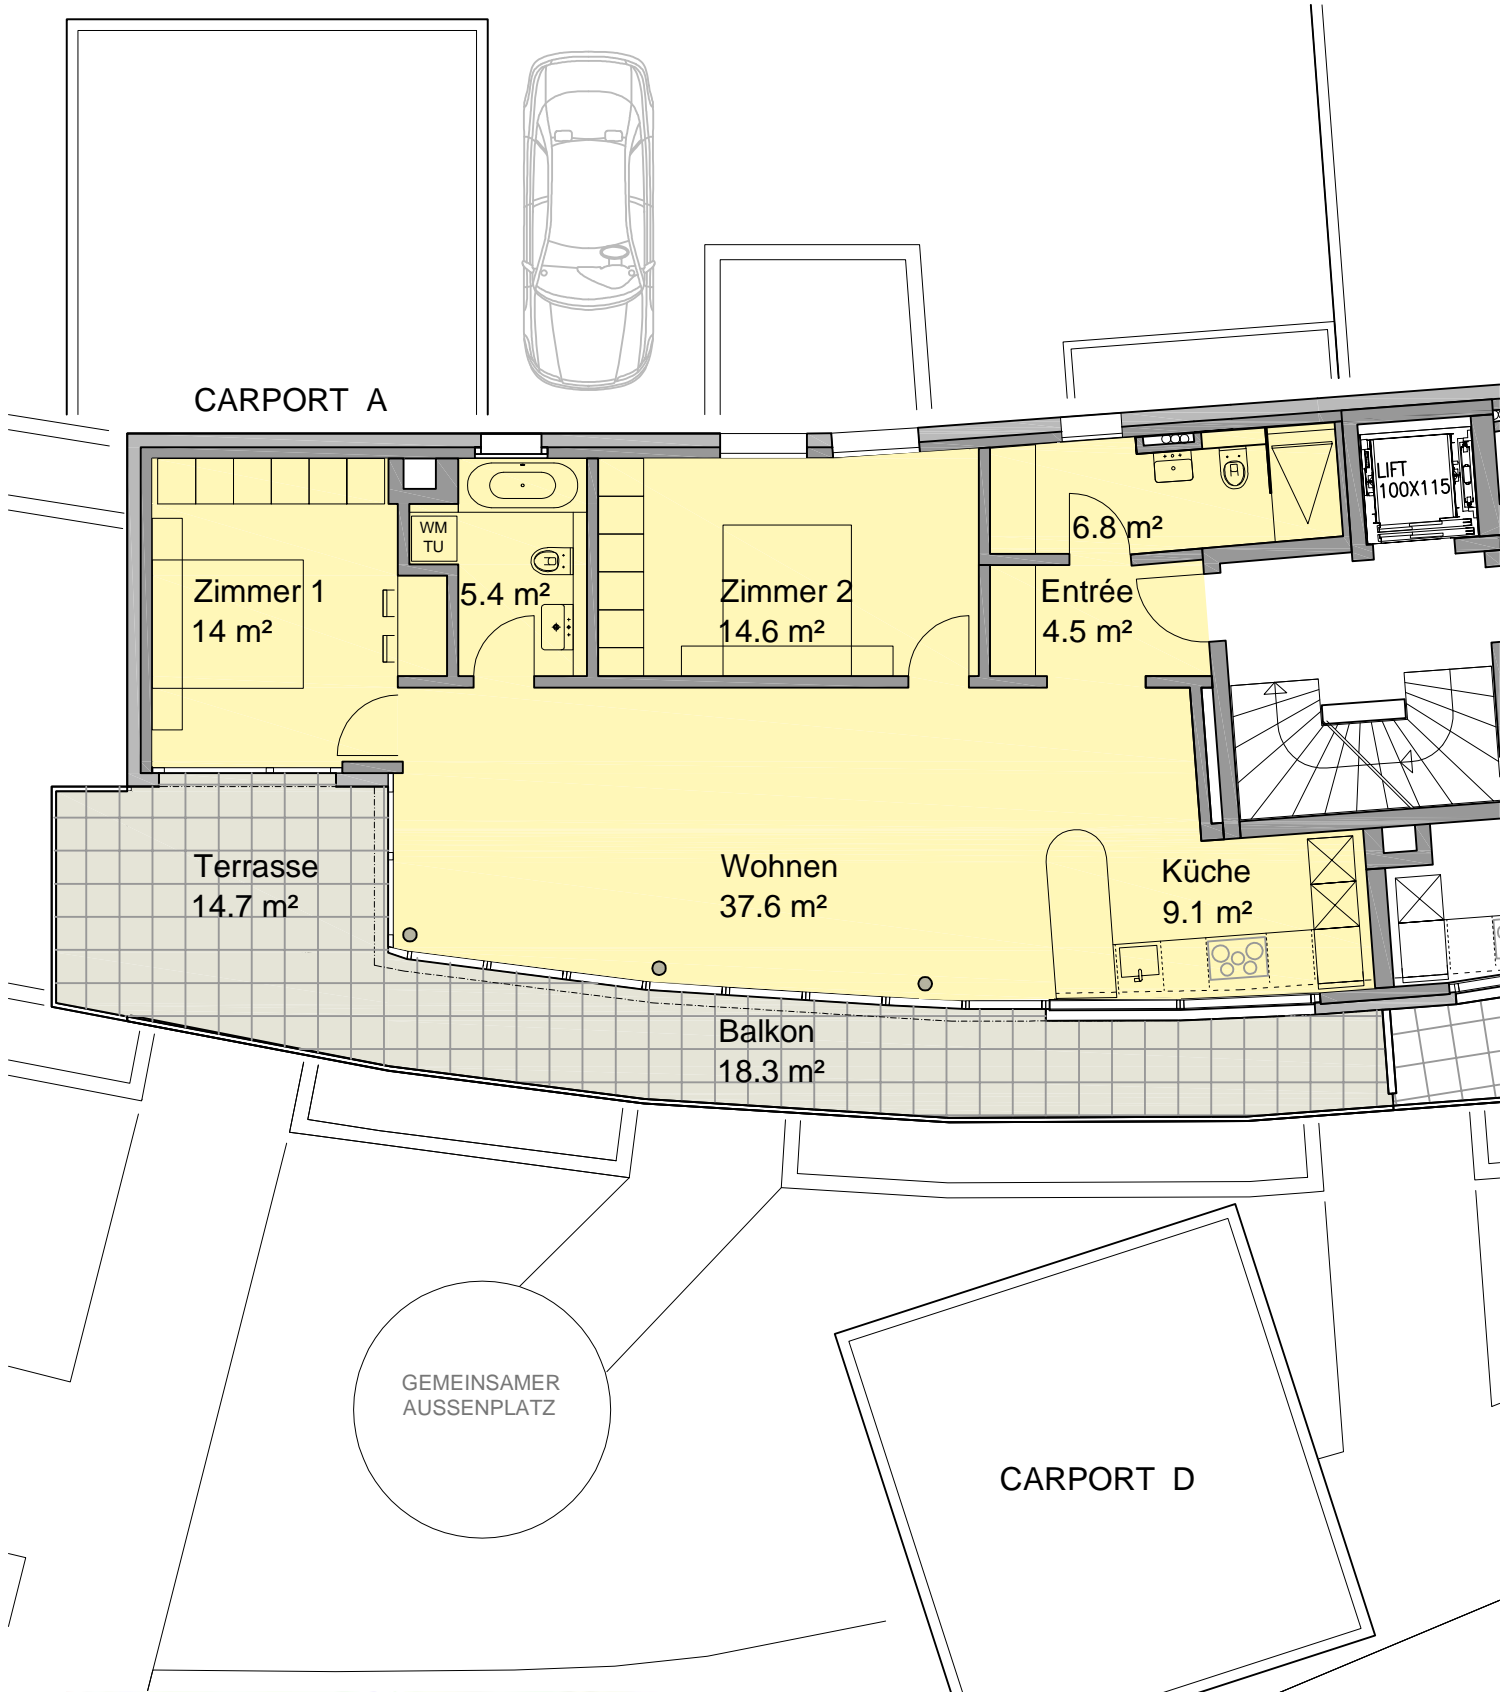 CARPORT A
LIFT
100X115
WM
TU
6.8 m²
Zimmer 1
14 m²
5.4 m²
Zimmer 2
14.6 m²
Entrée
4.5 m²
Terrasse
14.7 m²
Wohnen
37.6 m²
Küche
9.1 m²
Balkon
18.3 m²
GEMEINSAMER
AUSSENPLATZ
CARPORT D